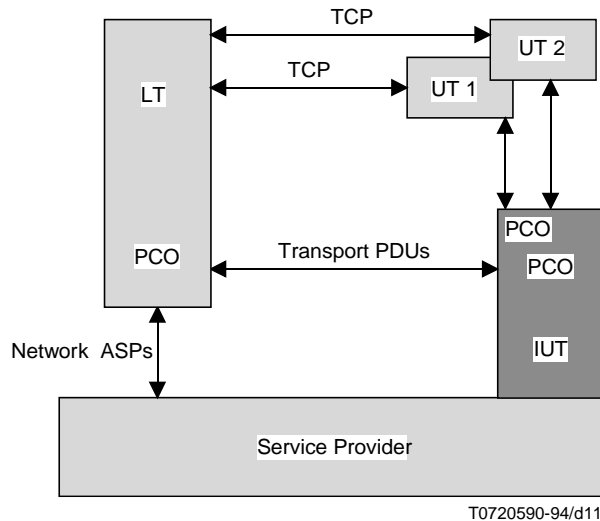 TCP
UT 2
TCP
UT 1
LT
PCO
PCO
Transport PDUs
PCO
Network ASPs
IUT
Service Provider
T0720590-94/d11